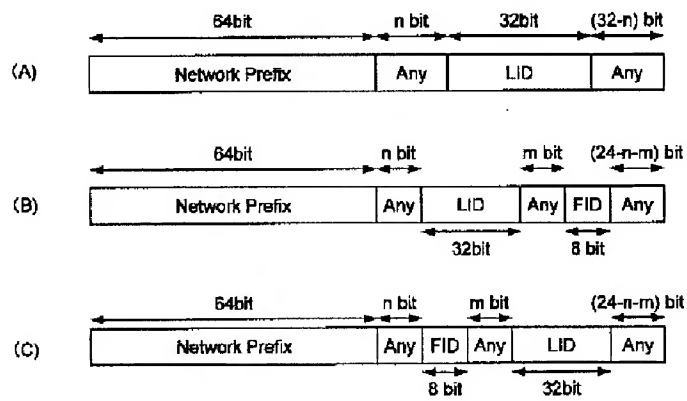 64bit n bit 32bit (32-n) bit
(A) Network Prefix Any LID Any
64bit n bit m bit (24-n-m) bit
(B) Network Prefix Any LID Any FID Any
32bit 8 bit
64bit n bit m bit (24-n-m) bit
(C) Network Prefix Any FID Any LID Any
8 bit 32bit